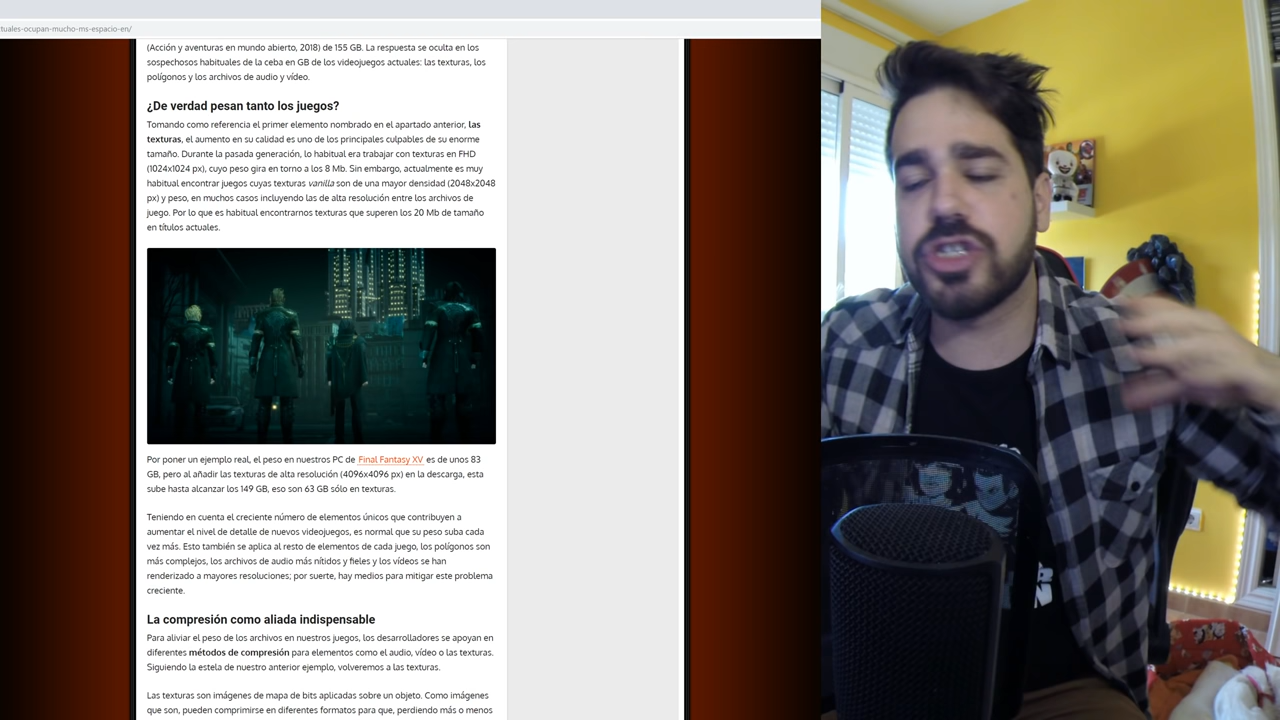 tuales-ocupan-mucho-ms-espacio-en/
(Acción y aventuras en mundo abierto, 2018) de 155 GB. La respuesta se oculta en los
sospechosos habituales de la ceba en GB de los videojuegos actuales: las texturas, los
polígonos y los archivos de audio y vídeo.
¿De verdad pesan tanto los juegos?
Tomando como referencia el primer elemento nombrado en el apartado anterior, las
texturas, el aumento en su calidad es uno de los principales culpables de su enorme
tamaño. Durante la pasada generación, lo habitual era trabajar con texturas en FHD
(1024x1024 px), cuyo peso gira en torno a los 8 Mb. Sin embargo, actualmente es muy
habitual encontrar juegos cuyas texturas vanilla son de una mayor densidad (2048x2048
px) y peso, en muchos casos incluyendo las de alta resolución entre los archivos de
juego. Por lo que es habitual encontrarnos texturas que superen los 20 Mb de tamaño
en títulos actuales.
Por poner un ejemplo real, el peso en nuestros PC de Final Fantasy XV es de unos 83
GB, pero al añadir las texturas de alta resolución (4096x4096 px) en la descarga, esta
sube hasta alcanzar los 149 GB, eso son 63 GB sólo en texturas.
Teniendo en cuenta el creciente número de elementos únicos que contribuyen a
aumentar el nivel de detalle de nuevos videojuegos, es normal que su peso suba cada
vez más. Esto también se aplica al resto de elementos de cada juego, los polígonos son
más complejos, los archivos de audio más nítidos y fieles y los vídeos se han
renderizado a mayores resoluciones; por suerte, hay medios para mitigar este problema
creciente.
La compresión como aliada indispensable
Para aliviar el peso de los archivos en nuestros juegos, los desarrolladores se apoyan en
diferentes métodos de compresión para elementos como el audio, vídeo o las texturas.
Siguiendo la estela de nuestro anterior ejemplo, volveremos a las texturas.
Las texturas son imágenes de mapa de bits aplicadas sobre un objeto. Como imágenes
que son, pueden comprimirse en diferentes formatos para que, perdiendo más o menos